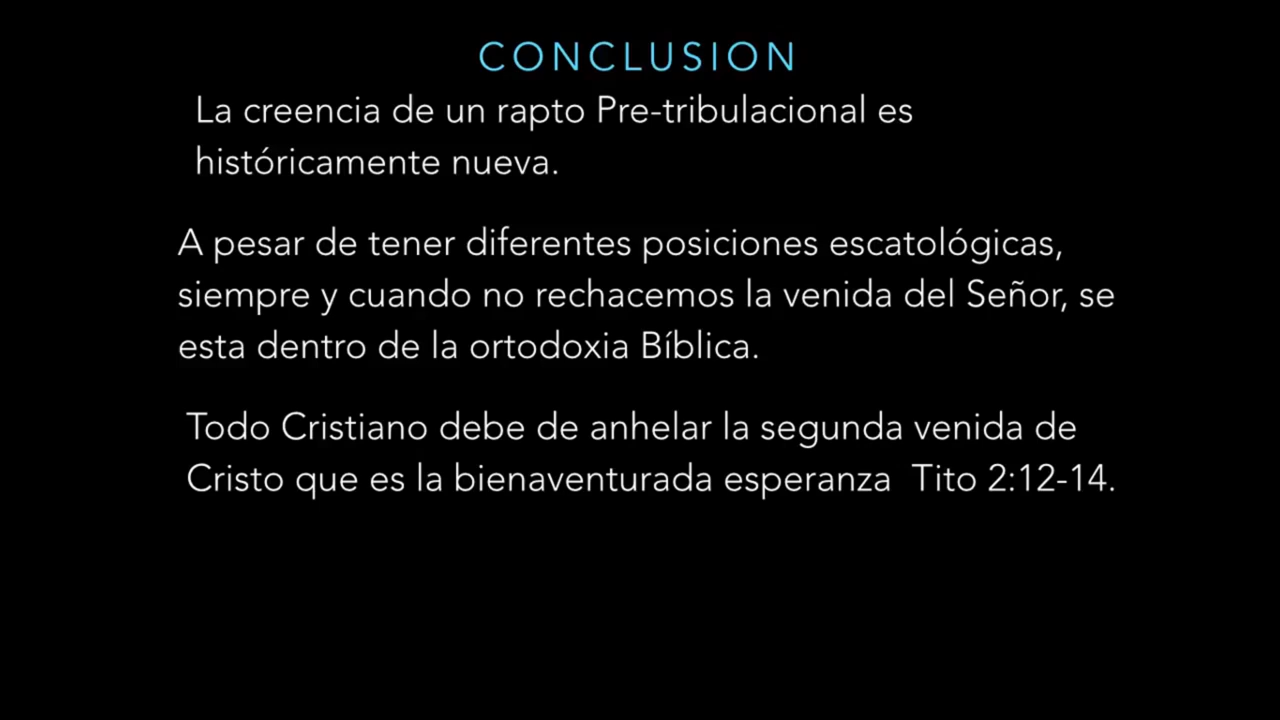 CONCLUSION
La creencia de un rapto Pre-tribulacional es
históricamente nueva.
A pesar de tener diferentes posiciones escatológicas,
siempre y cuando no rechacemos la venida del Señor, se
esta dentro de la ortodoxia Bíblica.
Todo Cristiano debe de anhelar la segunda venida de
Cristo que es la bienaventurada esperanza  Tito 2:12-14.